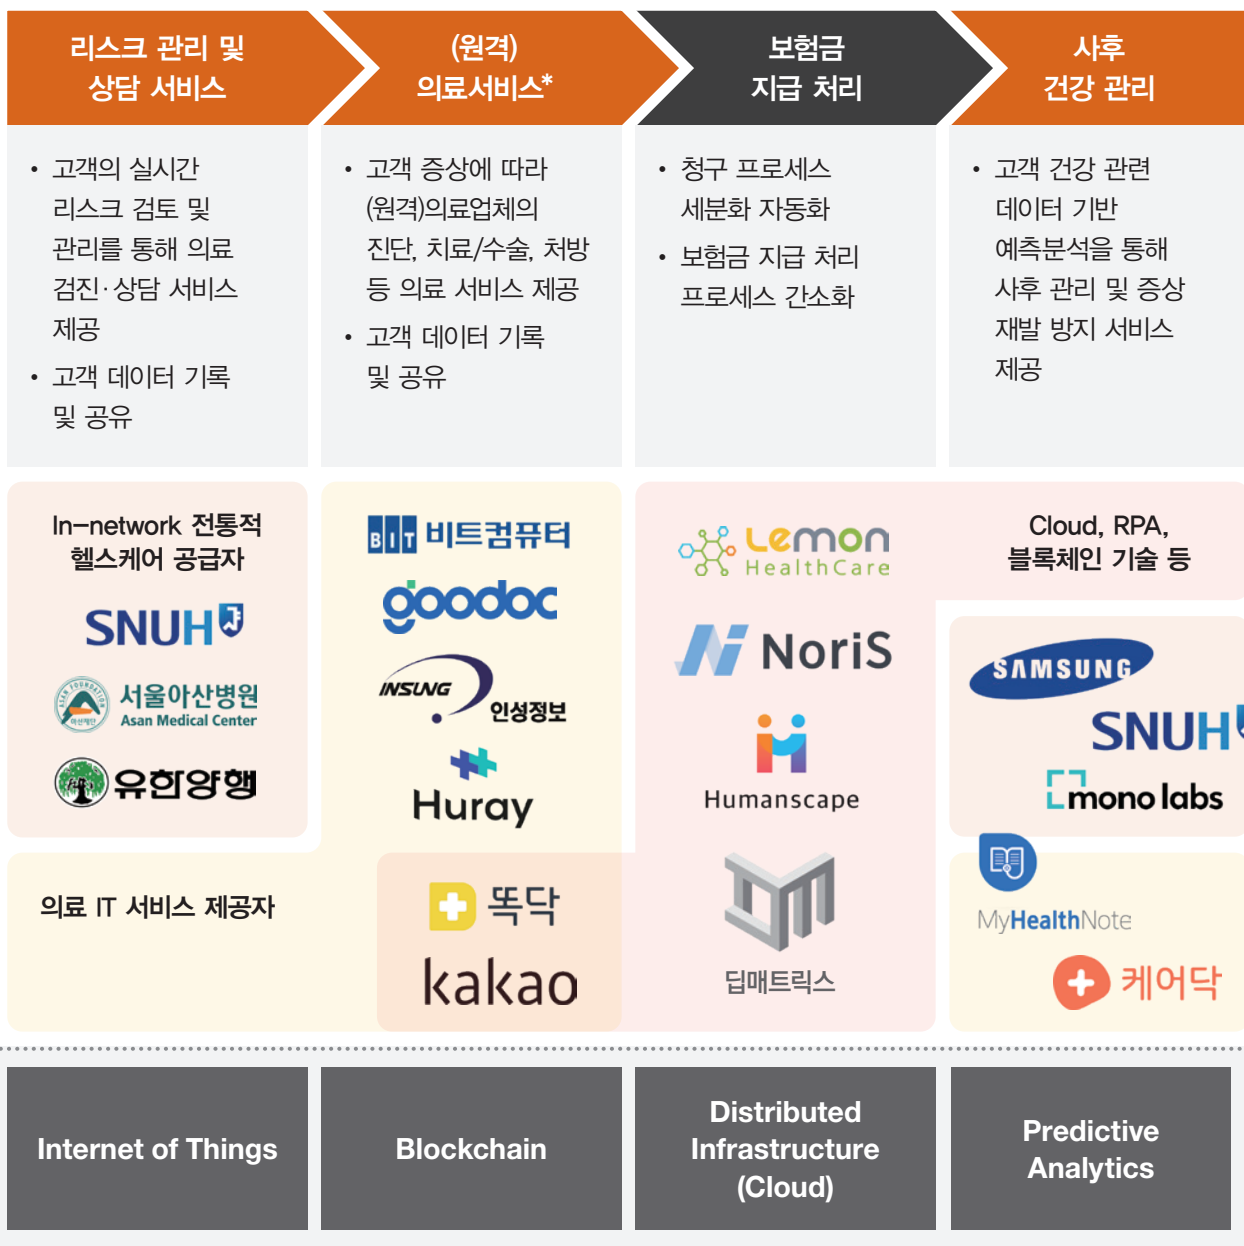 리스크 관리 및
상담 서비스
(원격)
의료서비스*
보험금
지급 처리
사후
건강 관리
• 고객의 실시간
리스크 검토 및
관리를 통해 의료
검진·상담 서비스
제공
• 고객 데이터 기록
및 공유
• 고객 증상에 따라
(원격)의료업체의
진단, 치료/수술, 처방
등 의료 서비스 제공
• 고객 데이터 기록
및 공유
• 청구 프로세스
세분화 자동화
• 보험금 지급 처리
프로세스 간소화
• 고객 건강 관련
데이터 기반
예측분석을 통해
사후 관리 및 증상
재발 방지 서비스
제공
In-network 전통적
헬스케어 공급자
SNUH
ASAN FOUNDATION
아산재단
서울아산병원
Asan Medical Center
유한양행
의료 IT 서비스 제공자
BIT 비트컴퓨터
goodoc
INSUNG
인성정보
Huray
똑닥
kakao
Lemon
HealthCare
NoriS
Humanscape
딥매트릭스
Cloud, RPA,
블록체인 기술 등
SAMSUNG
SNUH
mono labs
MyHealthNote
케어닥
Internet of Things
Blockchain
Distributed
Infrastructure
(Cloud)
Predictive
Analytics